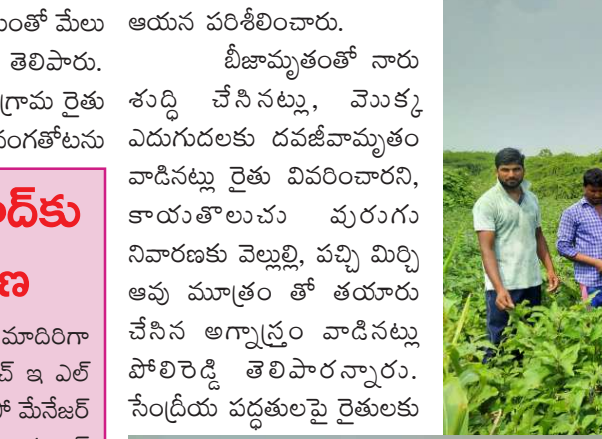 మేలు
తెలిపారు.
గ్రామ రైతు
వంగతోటను
మాదిరిగా
ఇ ఎల్
మేనేజర్
ఆయన పరిశీలించారు.
బీజామృతంతో నారు
శుద్ధి చేసినట్లు, మొక్క
ఎదుగుదలకు దవజీవామృతం
వాడినట్లు రైతు వివరించారని,
కాయతొలుచు పురుగు
నివారణకు వెల్లుల్లి, పచ్చి మిర్చి
ఆవు మూత్రం తో తయారు
చేసిన అగ్నాస్త్రం వాడినట్లు
పోలిరెడ్డి తెలిపారన్నారు.
సేంద్రీయ పద్ధతులపై రైతులకు